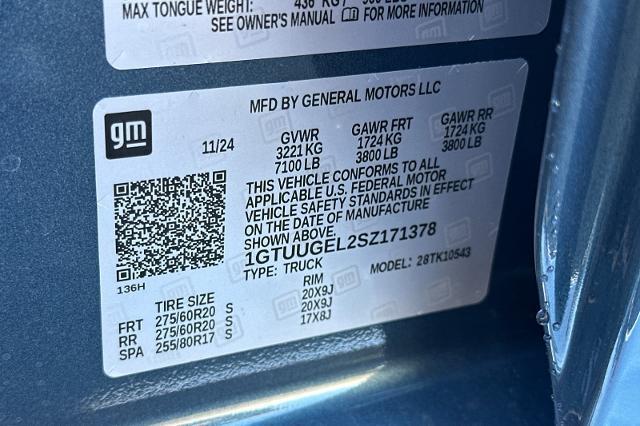 MAX TONGUE WEIGHT: 436 KG /
SEE OWNER'S MANUAL
MFD BY GENERAL MOTORS LLC
gm
11/24
GVWR GAWR FRT GAWR RR
3221 KG 1724 KG 1724 KG
7100 LB 3800 LB 3800 LB
THIS VEHICLE CONFORMS TO ALL
APPLICABLE U.S. FEDERAL MOTOR
VEHICLE SAFETY STANDARDS IN EFFECT
ON THE DATE OF MANUFACTURE
SHOWN ABOVE.
1GTUUGEL2SZ171378
TYPE: TRUCK MODEL: 28TK10543
136H
TIRE SIZE RIM
FRT 275/60R20 S 20X9J
RR 275/60R20 S 20X9J
SPA 255/80R17 S 17X8J